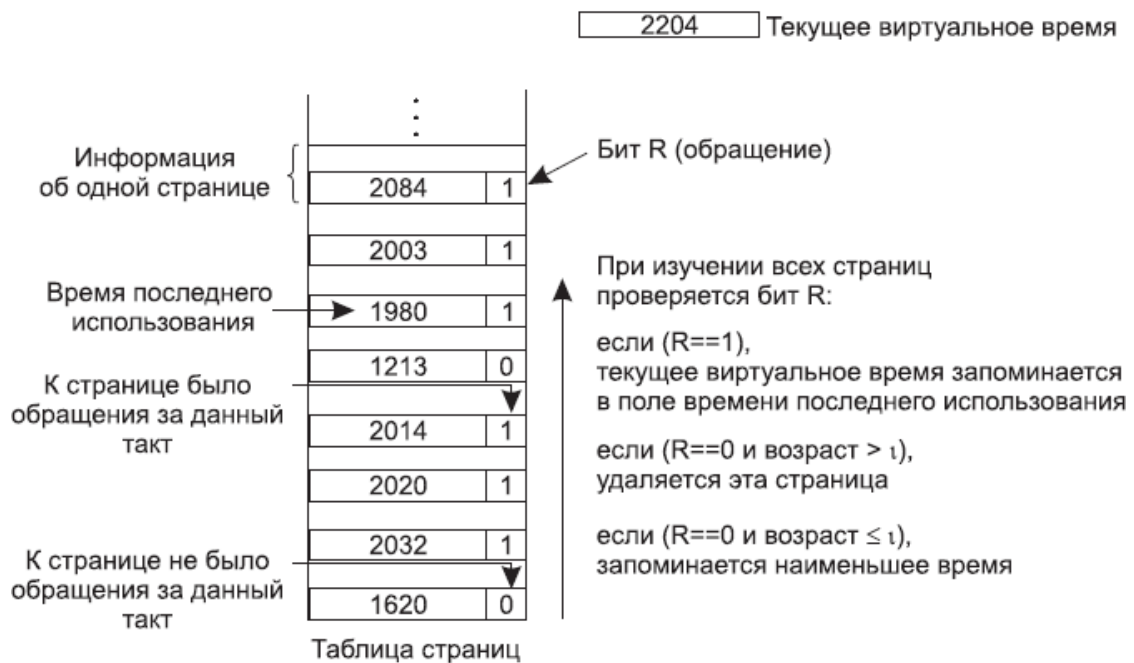 2204 Текущее виртуальное время
Информация
об одной странице
Бит R (обращение)
2084 1
2003 1
Время последнего
использования
1980 1
1213 0
К странице было
обращения за данный
такт
2014 1
2020 1
2032 1
К странице не было
обращения за данный
такт
1620 0
Таблица страниц
При изучении всех страниц
проверяется бит R:
если (R==1),
текущее виртуальное время запоминается
в поле времени последнего использования
если (R==0 и возраст > ι),
удаляется эта страница
если (R==0 и возраст ≤ ι),
запоминается наименьшее время